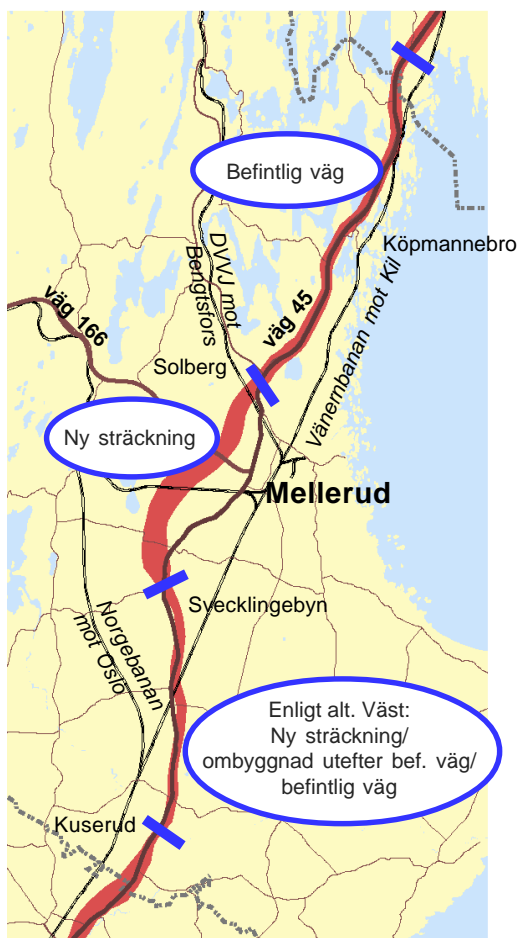 Befintlig väg
Köpmannebro
DVVJ mot
Bengtsfors
väg 45
Vänernbanan mot Kil
väg 166
Solberg
Ny sträckning
Mellerud
Svecklingebyn
Norgebanan
mot Oslo
Enligt alt. Väst:
Ny sträckning/
ombyggnad utefter bef. väg/
befintlig väg
Kuserud